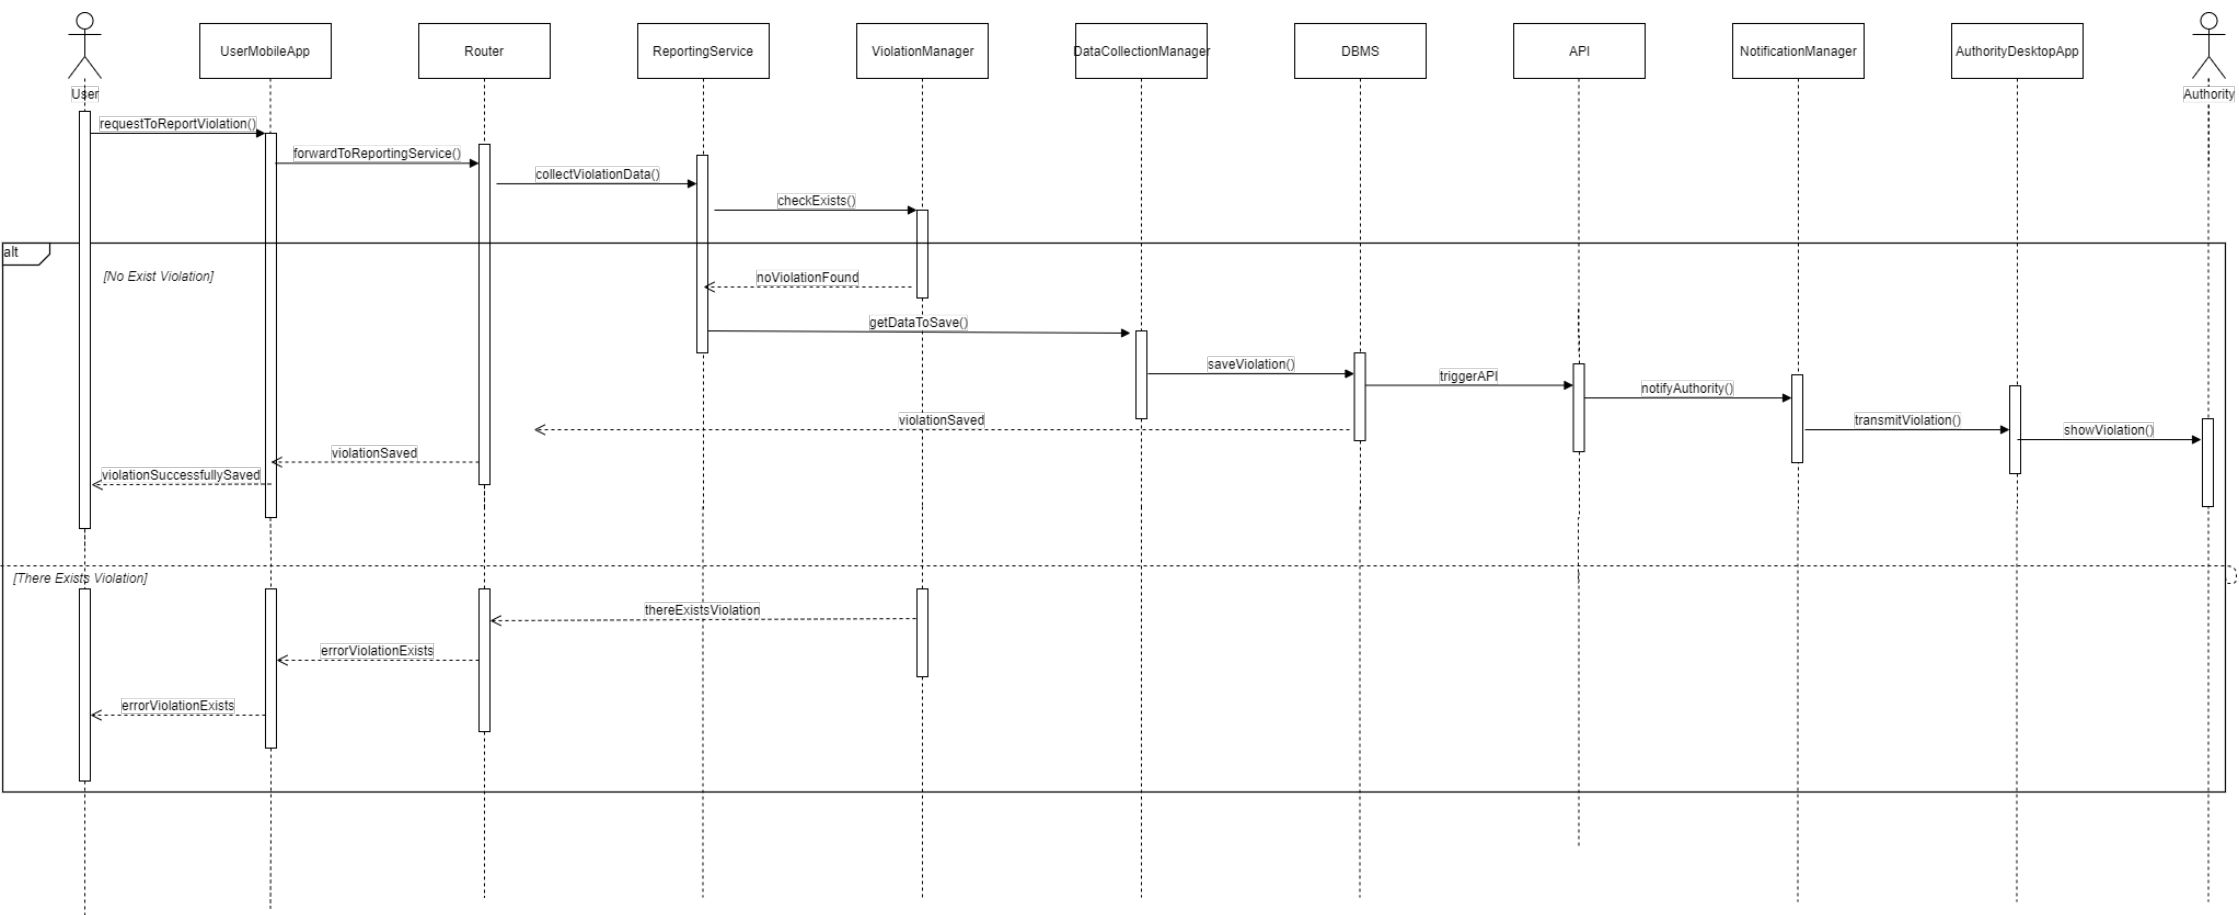 UserMobileApp
Router
ReportingService
ViolationManager
DataCollectionManager
DBMS
API
NotificationManager
AuthorityDesktopApp
User
Authority
requestToReportViolation()
forwardToReportingService()
collectViolationData()
checkExists()
alt
[No Exist Violation]
noViolationFound
getDataToSave()
saveViolation()
triggerAPI
notifyAuthority()
violationSaved
transmitViolation()
showViolation()
violationSaved
violationSuccessfullySaved
[There Exists Violation]
thereExistsViolation
errorViolationExists
errorViolationExists